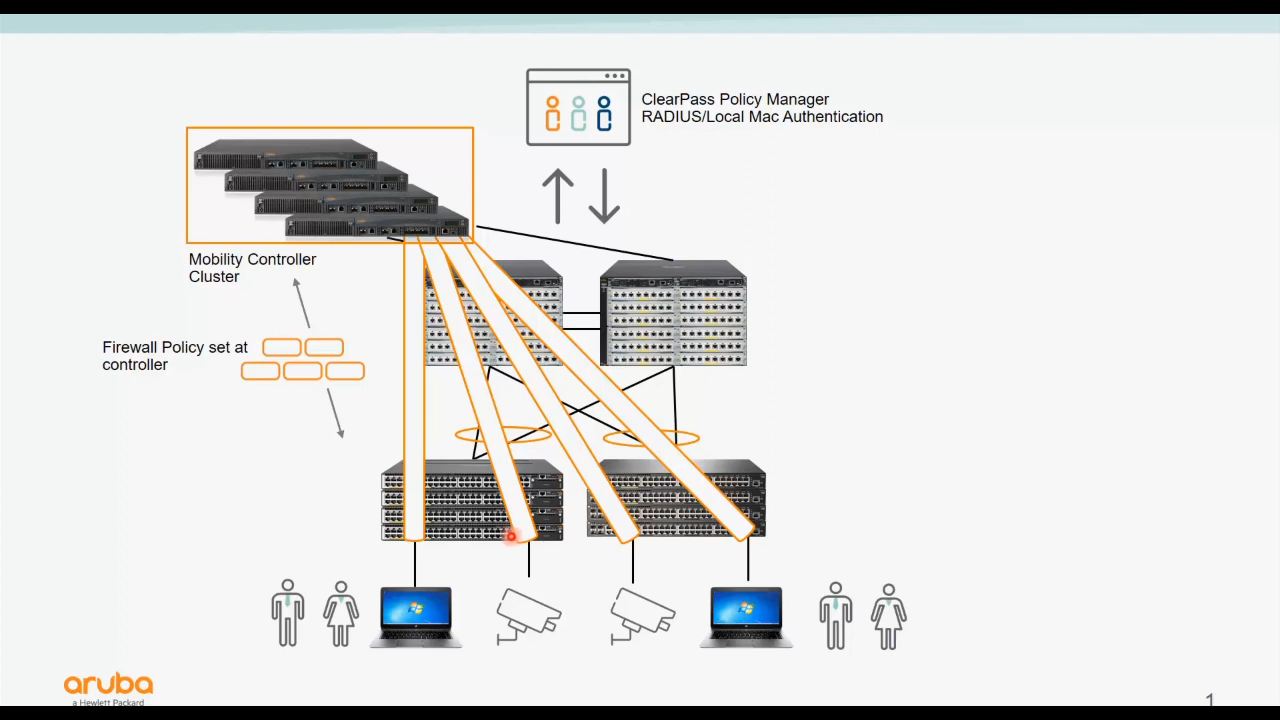 ClearPass Policy Manager
RADIUS/Local Mac Authentication
Mobility Controller
Cluster
Firewall Policy set at
controller
aruba
a Hewlett Packard
1